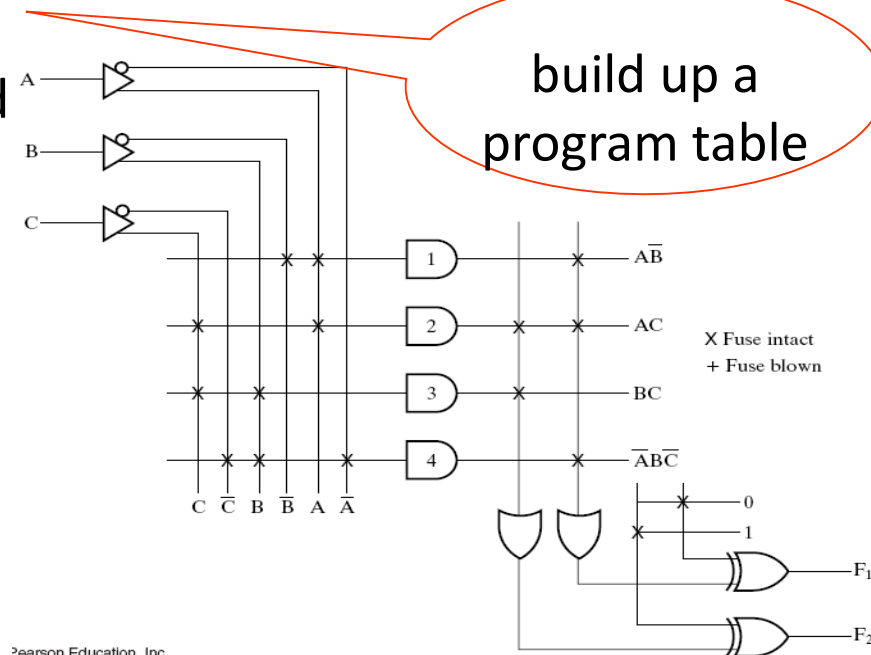 build up a
program table
d
A
B
C
1
AB̅
2
AC
X Fuse intact
+ Fuse blown
3
BC
4
A̅BC̅
C C̅ B B̅ A A̅
0
1
F₁
F₂
Pearson Education, Inc